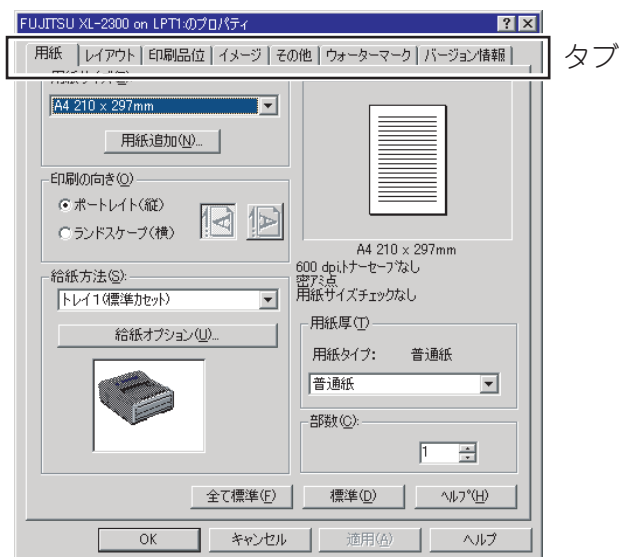 FUJITSU XL-2300 on LPT1:のプロパティ
用紙 レイアウト 印刷品位 イメージ その他 ウォーターマーク バージョン情報
タブ
A4 210 x 297mm
用紙追加(N)...
印刷の向き(O)
ポートレイト(縦)
ランドスケープ(横)
給紙方法(S):
トレイ1(標準カセット)
給紙オプション(U)...
A4 210 x 297mm
600 dpi,トナーセーブなし
密アミ点
用紙サイズチェックなし
用紙厚(T)
用紙タイプ: 普通紙
普通紙
部数(C):
1
全て標準(F) 標準(D) ヘルプ(H)
OK キャンセル 適用(A) ヘルプ